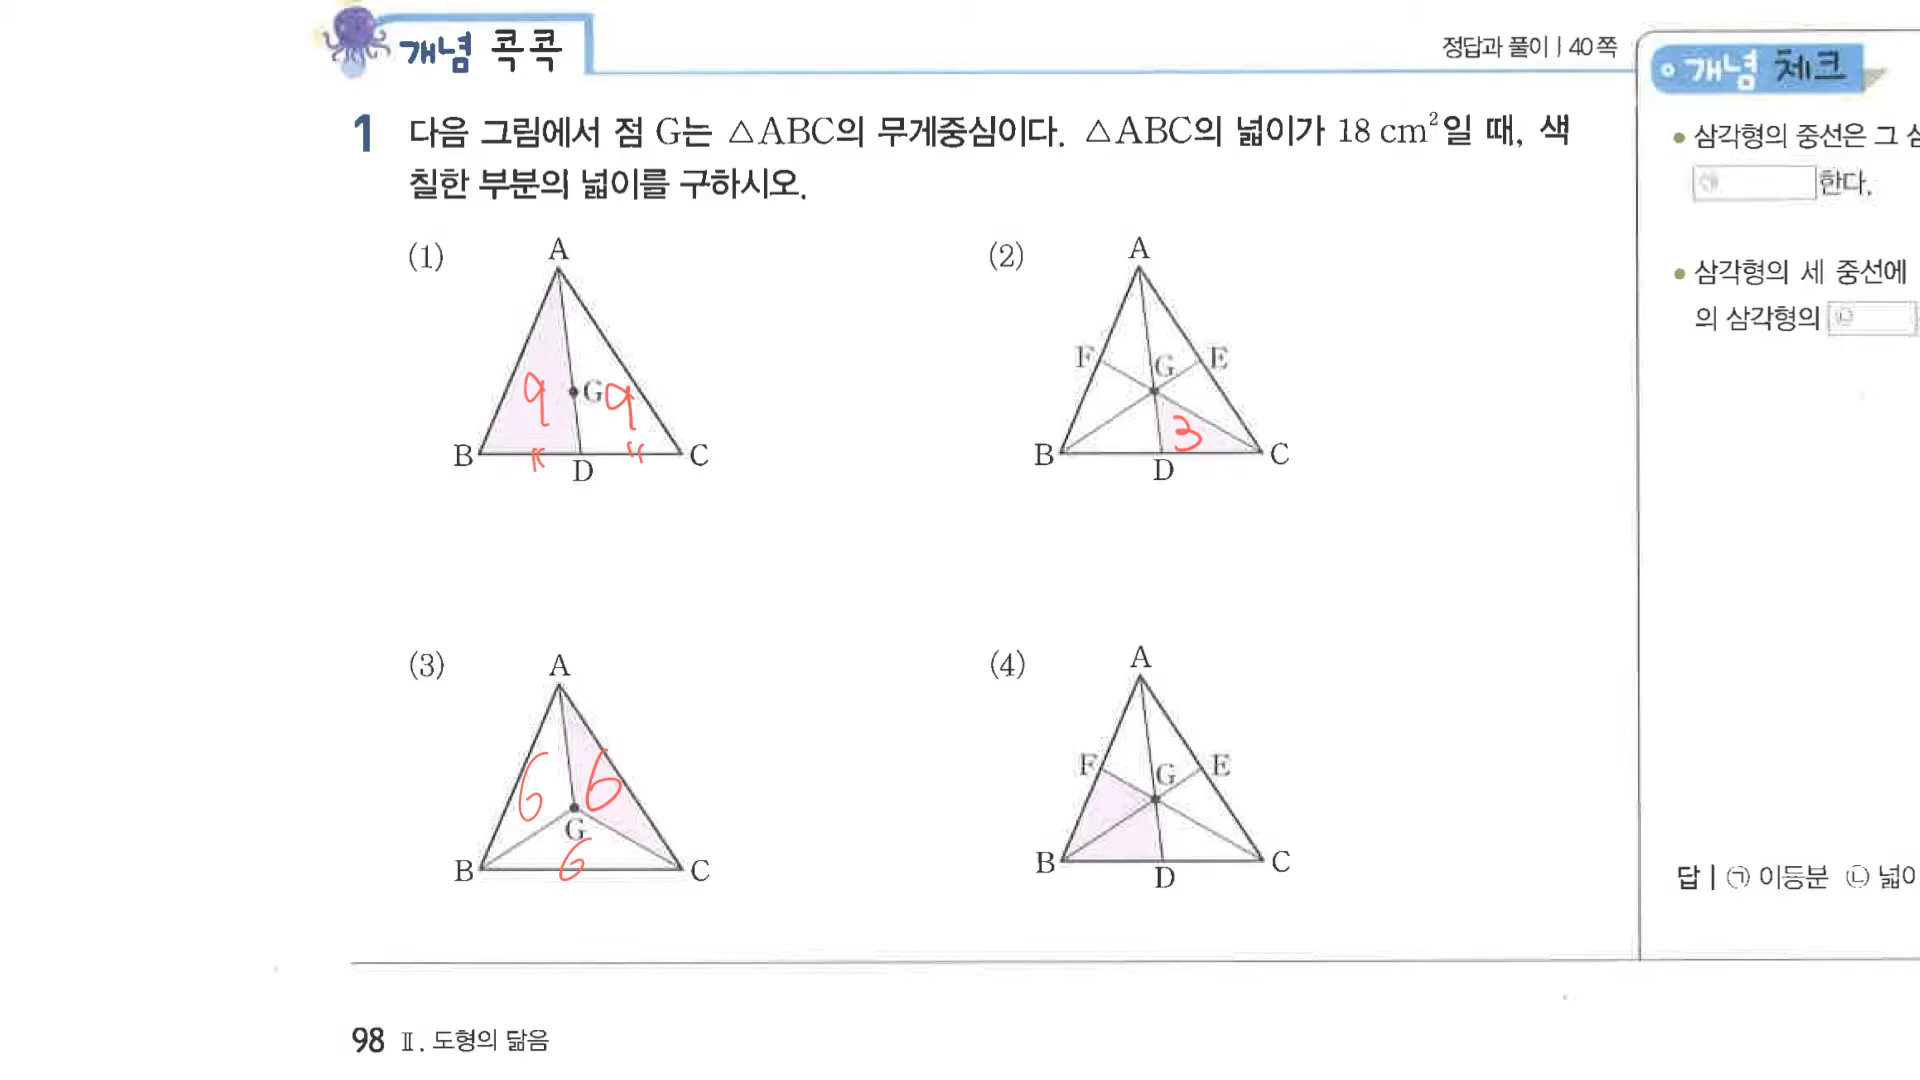 개념 콕콕
정답과 풀이 | 40쪽
1 다음 그림에서 점 G는 △ABC의 무게중심이다. △ABC의 넓이가 18 cm²일 때, 색
칠한 부분의 넓이를 구하시오.
(1)
A
9
G
9
B
D
C
(2)
A
F
G
E
3
B
D
C
(3)
A
6
6
G
6
B
C
(4)
A
F
G
E
B
D
C
98 Ⅱ. 도형의 닮음
개념 체크
• 삼각형의 중선은 그
한다.
• 삼각형의 세 중선에
의 삼각형의 ㉡
답 | ㉠ 이등분 ㉡ 넓이